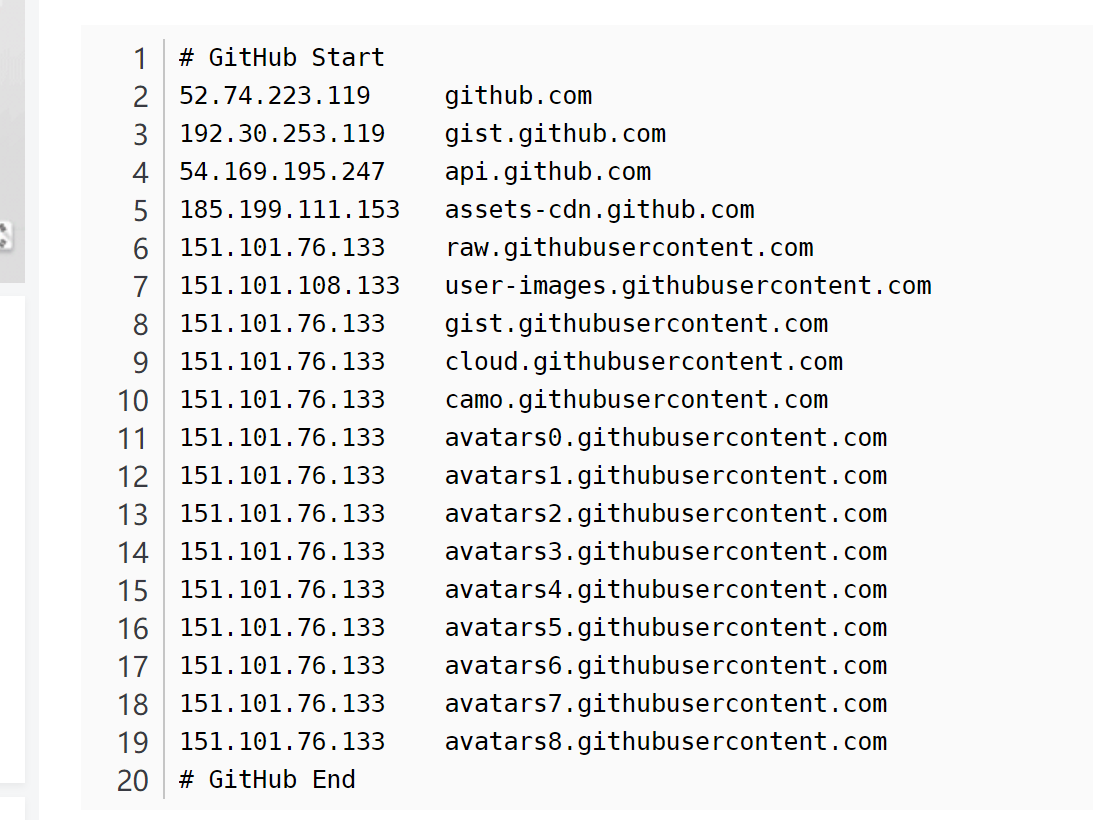 1 # GitHub Start
2 52.74.223.119     github.com
3 192.30.253.119    gist.github.com
4 54.169.195.247    api.github.com
5 185.199.111.153   assets-cdn.github.com
6 151.101.76.133    raw.githubusercontent.com
7 151.101.108.133   user-images.githubusercontent.com
8 151.101.76.133    gist.githubusercontent.com
9 151.101.76.133    cloud.githubusercontent.com
10 151.101.76.133    camo.githubusercontent.com
11 151.101.76.133    avatars0.githubusercontent.com
12 151.101.76.133    avatars1.githubusercontent.com
13 151.101.76.133    avatars2.githubusercontent.com
14 151.101.76.133    avatars3.githubusercontent.com
15 151.101.76.133    avatars4.githubusercontent.com
16 151.101.76.133    avatars5.githubusercontent.com
17 151.101.76.133    avatars6.githubusercontent.com
18 151.101.76.133    avatars7.githubusercontent.com
19 151.101.76.133    avatars8.githubusercontent.com
20 # GitHub End